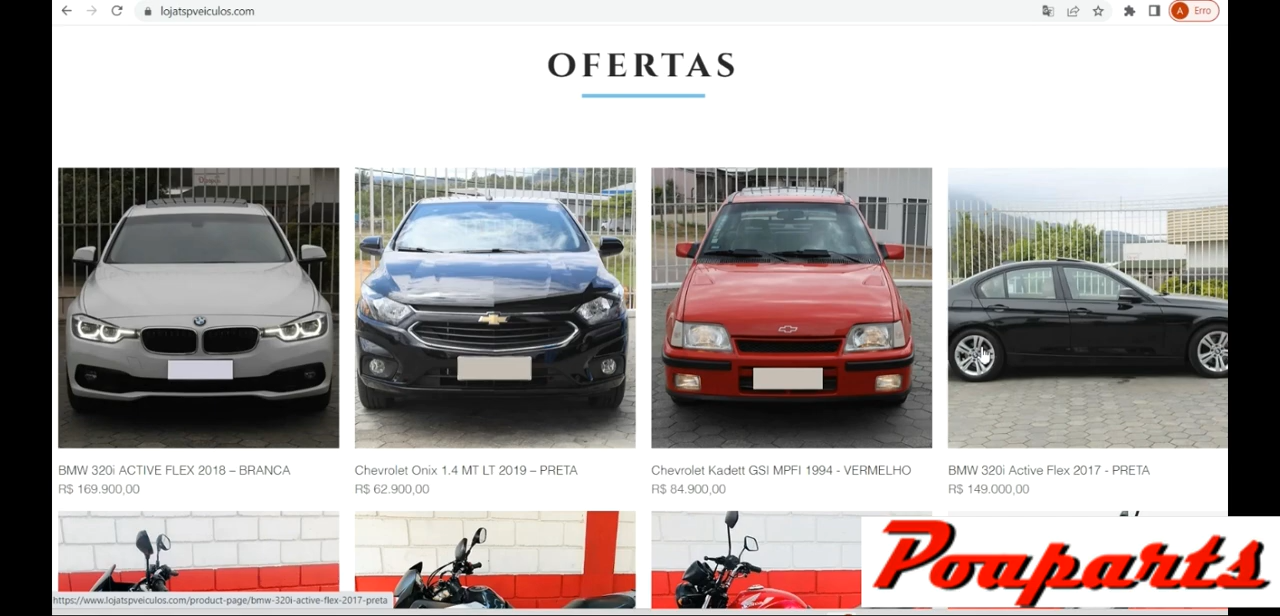 lojatspveiculos.com
A Erro
OFERTAS
BMW 320i ACTIVE FLEX 2018 – BRANCA
R$ 169.900,00
Chevrolet Onix 1.4 MT LT 2019 – PRETA
R$ 62.900,00
Chevrolet Kadett GSI MPFI 1994 - VERMELHO
R$ 84.900,00
BMW 320i Active Flex 2017 - PRETA
R$ 149.000,00
https://www.lojatspveiculos.com/product-page/bmw-320i-active-flex-2017-preta
Poaparts